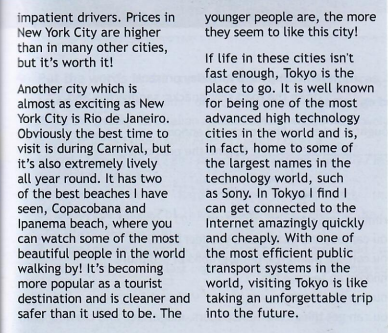 impatient drivers. Prices in
New York City are higher
than in many other cities,
but it's worth it!
Another city which is
almost as exciting as New
York City is Rio de Janeiro.
Obviously the best time to
visit is during Carnival, but
it's also extremely lively
all year round. It has two
of the best beaches I have
seen, Copacobana and
Ipanema beach, where you
can watch some of the most
beautiful people in the world
walking by! It's becoming
more popular as a tourist
destination and is cleaner and
safer than it used to be. The
younger people are, the more
they seem to like this city!
If life in these cities isn't
fast enough, Tokyo is the
place to go. It is well known
for being one of the most
advanced high technology
cities in the world and is,
in fact, home to some of
the largest names in the
technology world, such
as Sony. In Tokyo I find I
can get connected to the
Internet amazingly quickly
and cheaply. With one of
the most efficient public
transport systems in the
world, visiting Tokyo is like
taking an unforgettable trip
into the future.